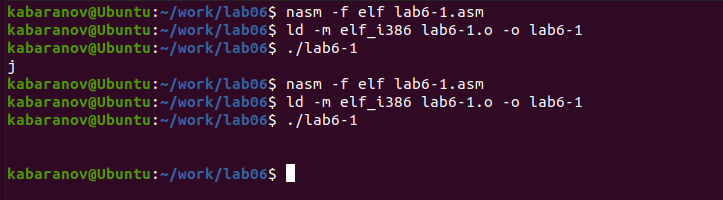 kabaranov@Ubuntu:~/work/lab06$ nasm -f elf lab6-1.asm
kabaranov@Ubuntu:~/work/lab06$ ld -m elf_i386 lab6-1.o -o lab6-1
kabaranov@Ubuntu:~/work/lab06$ ./lab6-1
j
kabaranov@Ubuntu:~/work/lab06$ nasm -f elf lab6-1.asm
kabaranov@Ubuntu:~/work/lab06$ ld -m elf_i386 lab6-1.o -o lab6-1
kabaranov@Ubuntu:~/work/lab06$ ./lab6-1
kabaranov@Ubuntu:~/work/lab06$